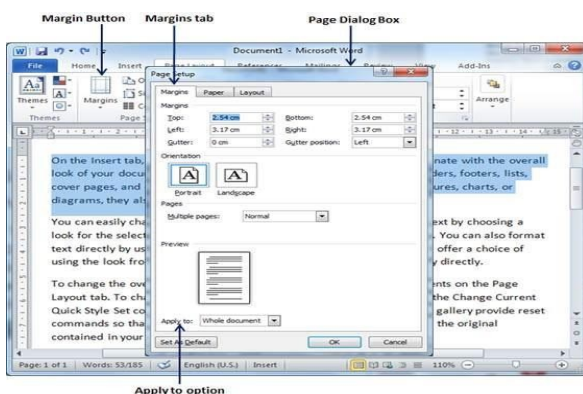 Margin Button Margins tab Page Dialog Box
Document1 - Microsoft Word
File Home Insert Page Layout References Mailings Review View Add-Ins
Page Setup
Margins Paper Layout
Themes Margins Arrange
Themes Page
Margins
Top: 2.54 cm Bottom: 2.54 cm
Left: 3.17 cm Right: 3.17 cm
Gutter: 0 cm Gutter position: Left
Orientation
Portrait Landscape
Pages
Multiple pages: Normal
Preview
Apply to: Whole document
Set As Default OK Cancel
On the Insert tab, nate with the overall
look of your docu ders, footers, lists,
cover pages, and ures, charts, or
diagrams, they als
You can easily cha ext by choosing a
look for the select . You can also format
text directly by us offer a choice of
using the look fro y directly.
To change the ove nts on the Page
Layout tab. To cha the Change Current
Quick Style Set co gallery provide reset
commands so tha the original
contained in your
Page: 1 of 1 Words: 53/185 English (U.S.) Insert 110%
Apply to option